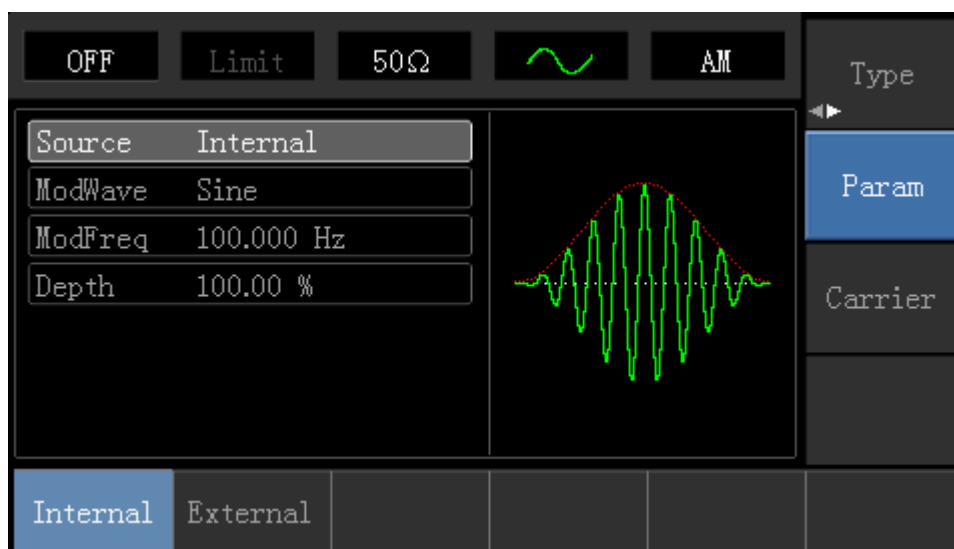 OFF Limit 50Ω AM
Type
Source Internal
ModWave Sine
ModFreq 100.000 Hz
Depth 100.00 %
Param
Carrier
Internal External